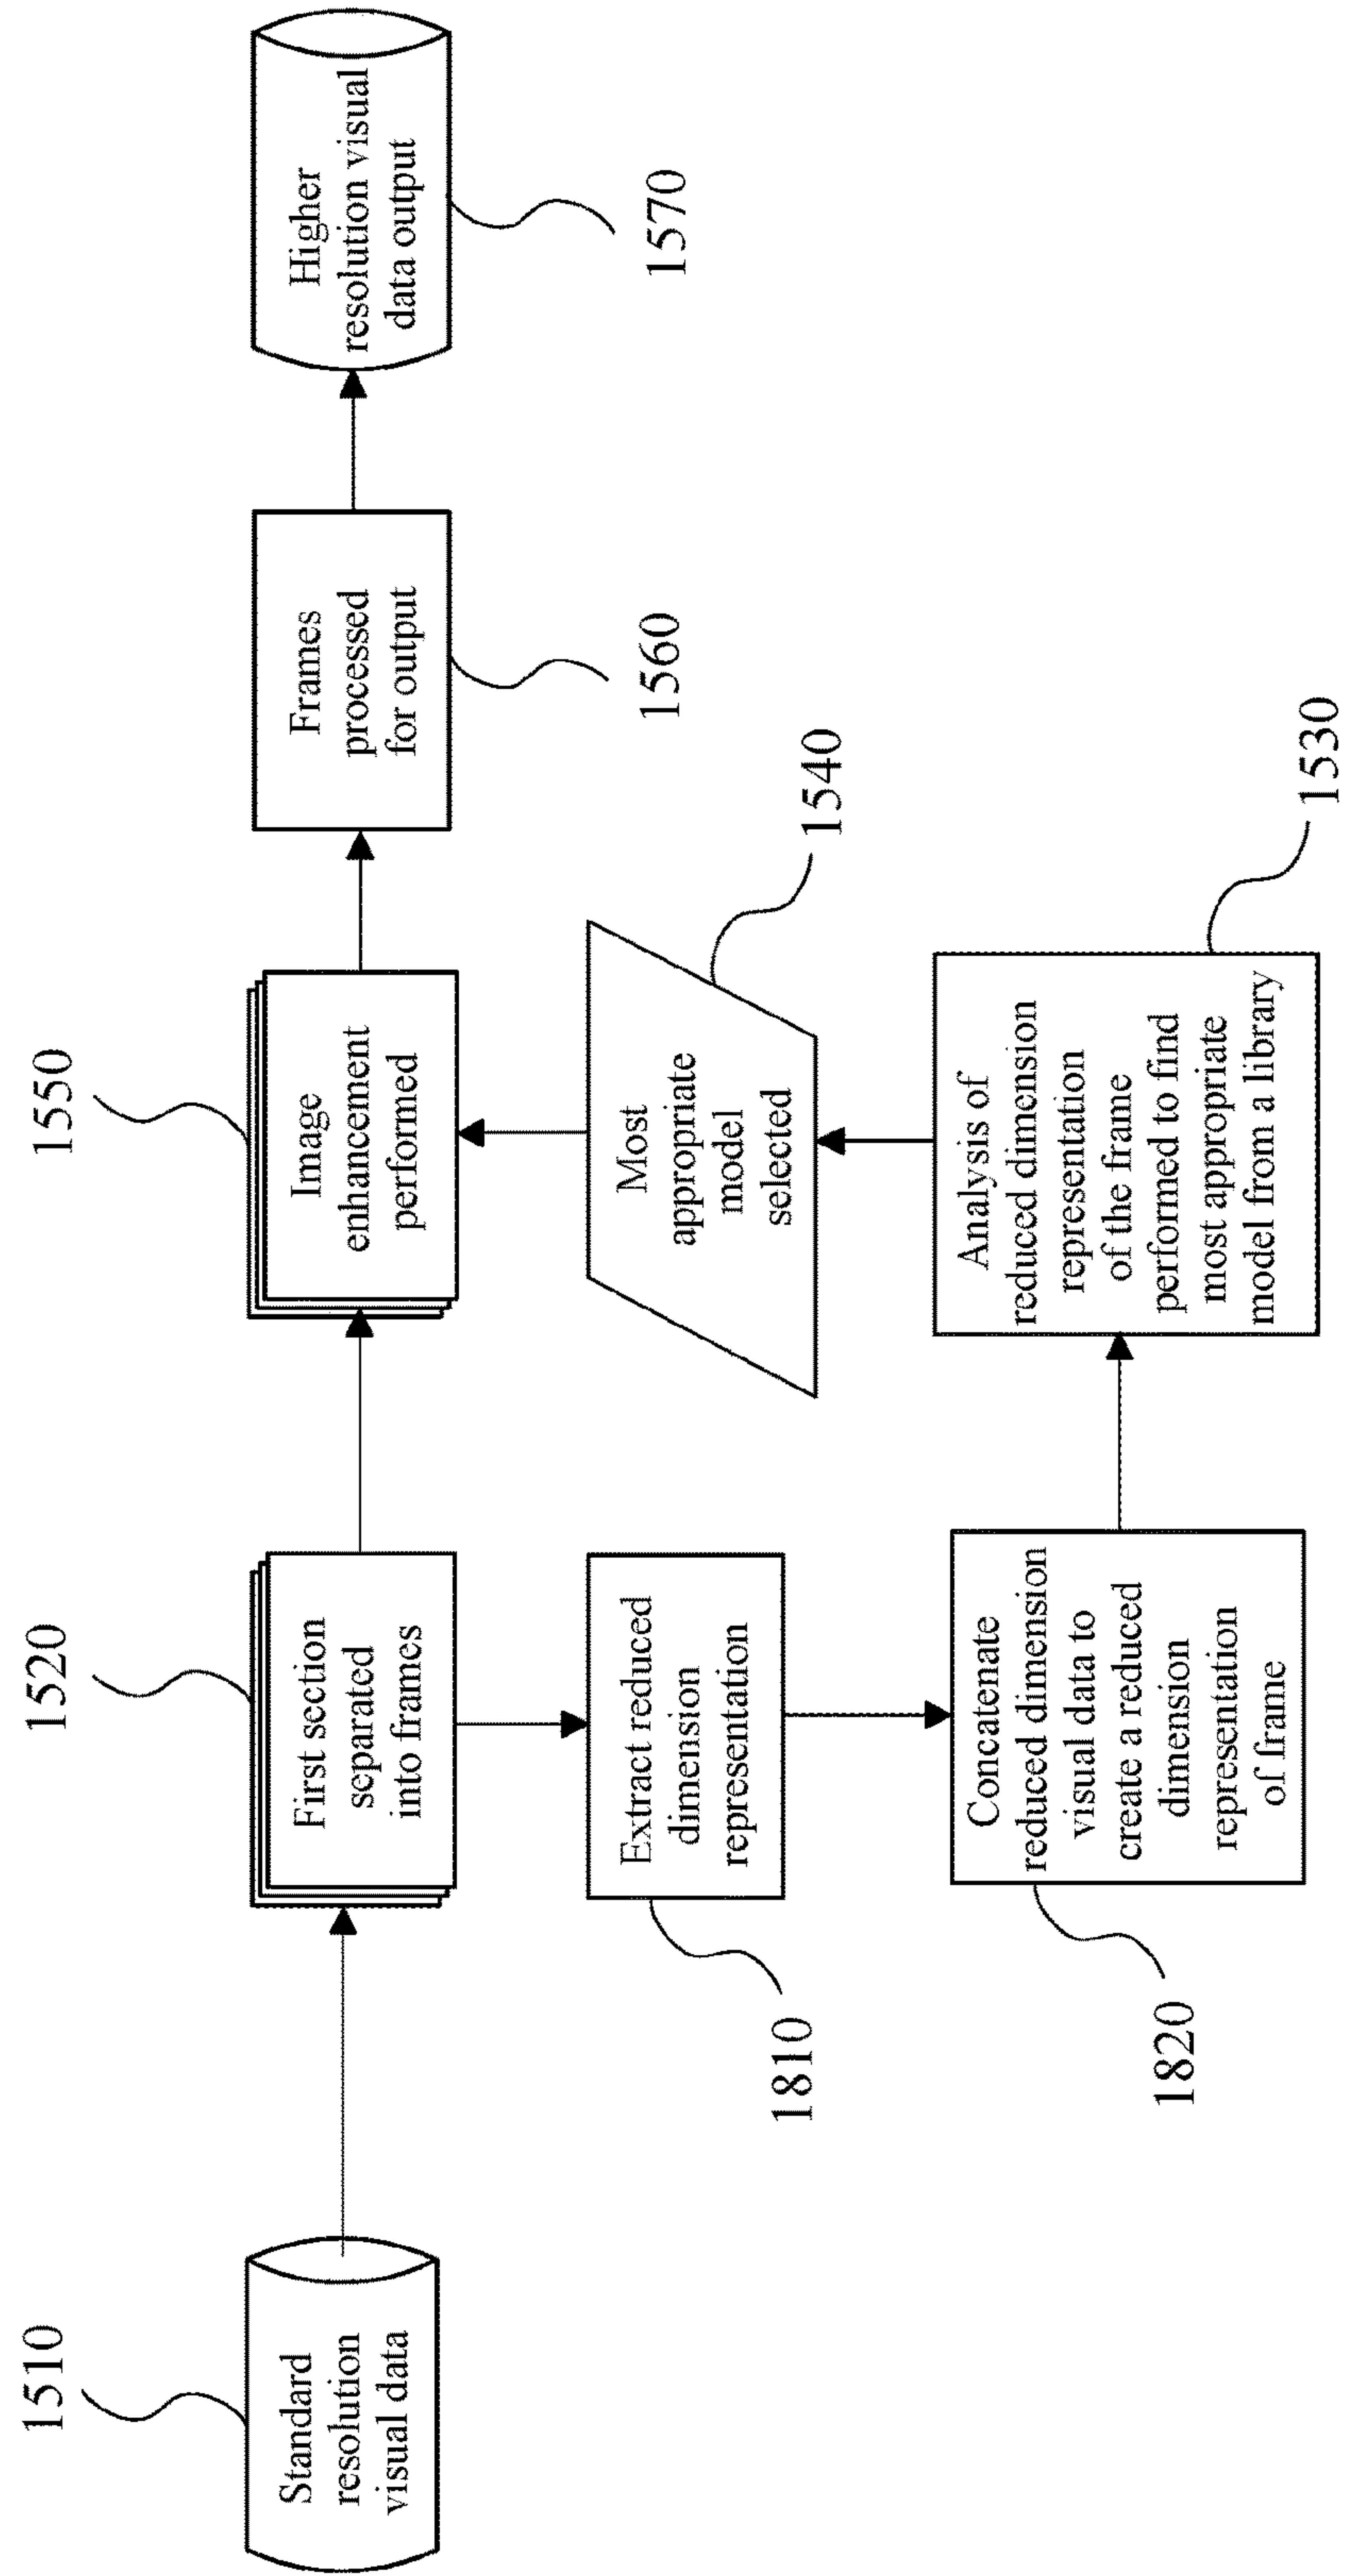 1510
Standard
resolution
visual data
1520
First section
separated
into frames
1550
Image
enhancement
performed
Frames
processed
for output
1560
Higher
resolution visual
data output
1570
Extract reduced
dimension
representation
1810
Most
appropriate
model
selected
1540
Concatenate
reduced dimension
visual data to
create a reduced
dimension
representation
of frame
1820
Analysis of
reduced dimension
representation
of the frame
performed to find
most appropriate
model from a library
1530